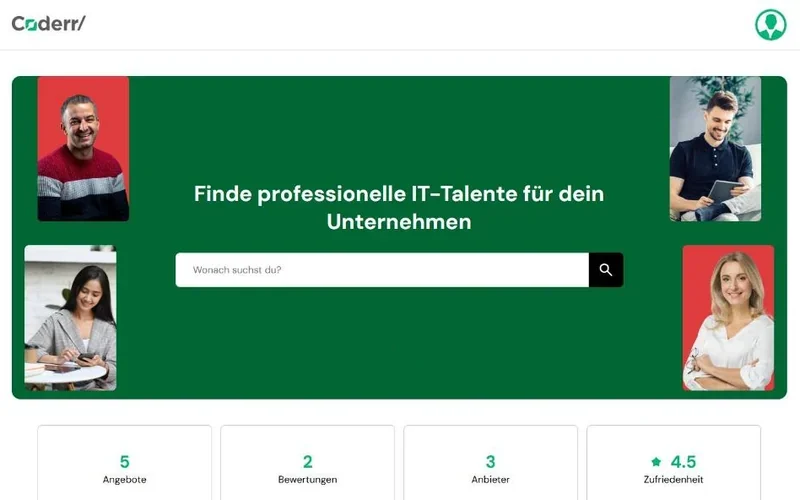 Coderr/
Finde professionelle IT-Talente für dein
Unternehmen
Wonach suchst du?
5
Angebote
2
Bewertungen
3
Anbieter
4.5
Zufriedenheit